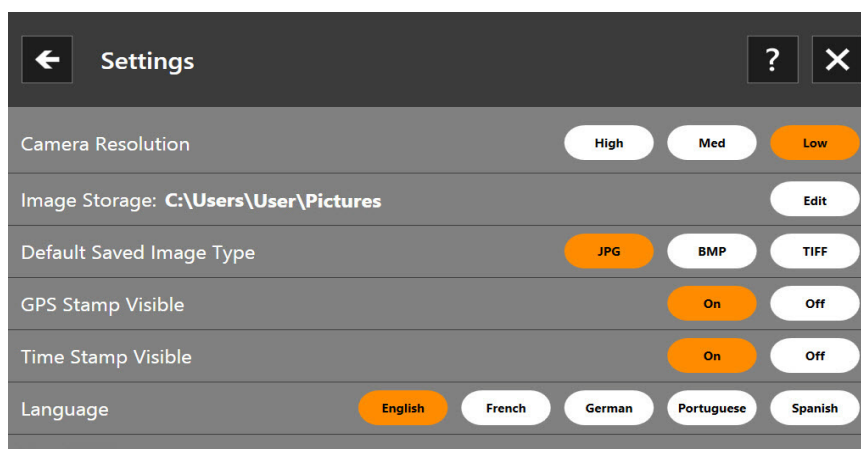 Settings ?
Camera Resolution High Med Low
Image Storage: C:\Users\User\Pictures Edit
Default Saved Image Type JPG BMP TIFF
GPS Stamp Visible On Off
Time Stamp Visible On Off
Language English French German Portuguese Spanish